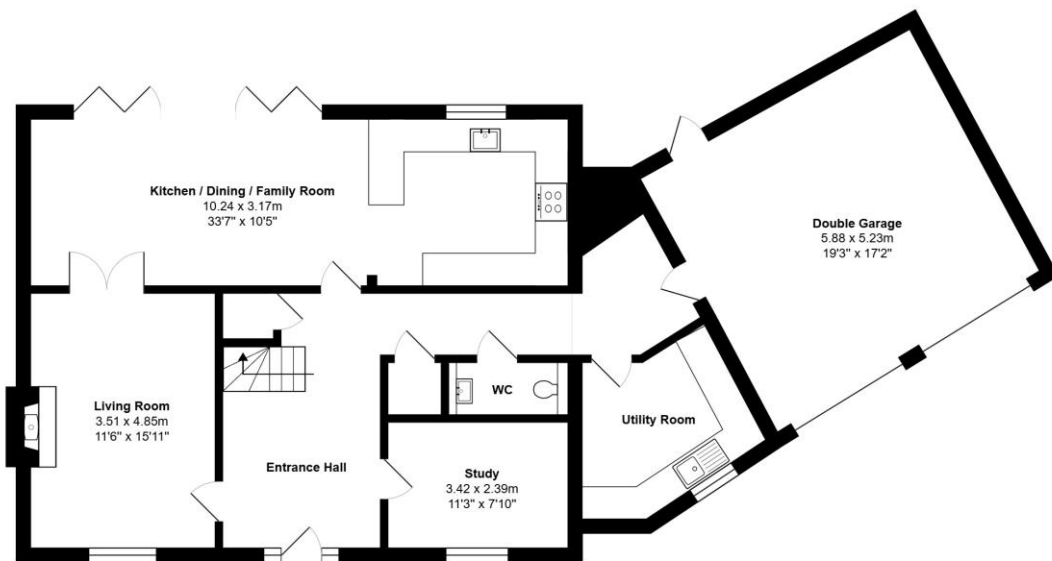 Kitchen / Dining / Family Room
10.24 x 3.17m
33'7" x 10'5"
Double Garage
5.88 x 5.23m
19'3" x 17'2"
Living Room
3.51 x 4.85m
11'6" x 15'11"
WC
Utility Room
Entrance Hall
Study
3.42 x 2.39m
11'3" x 7'10"